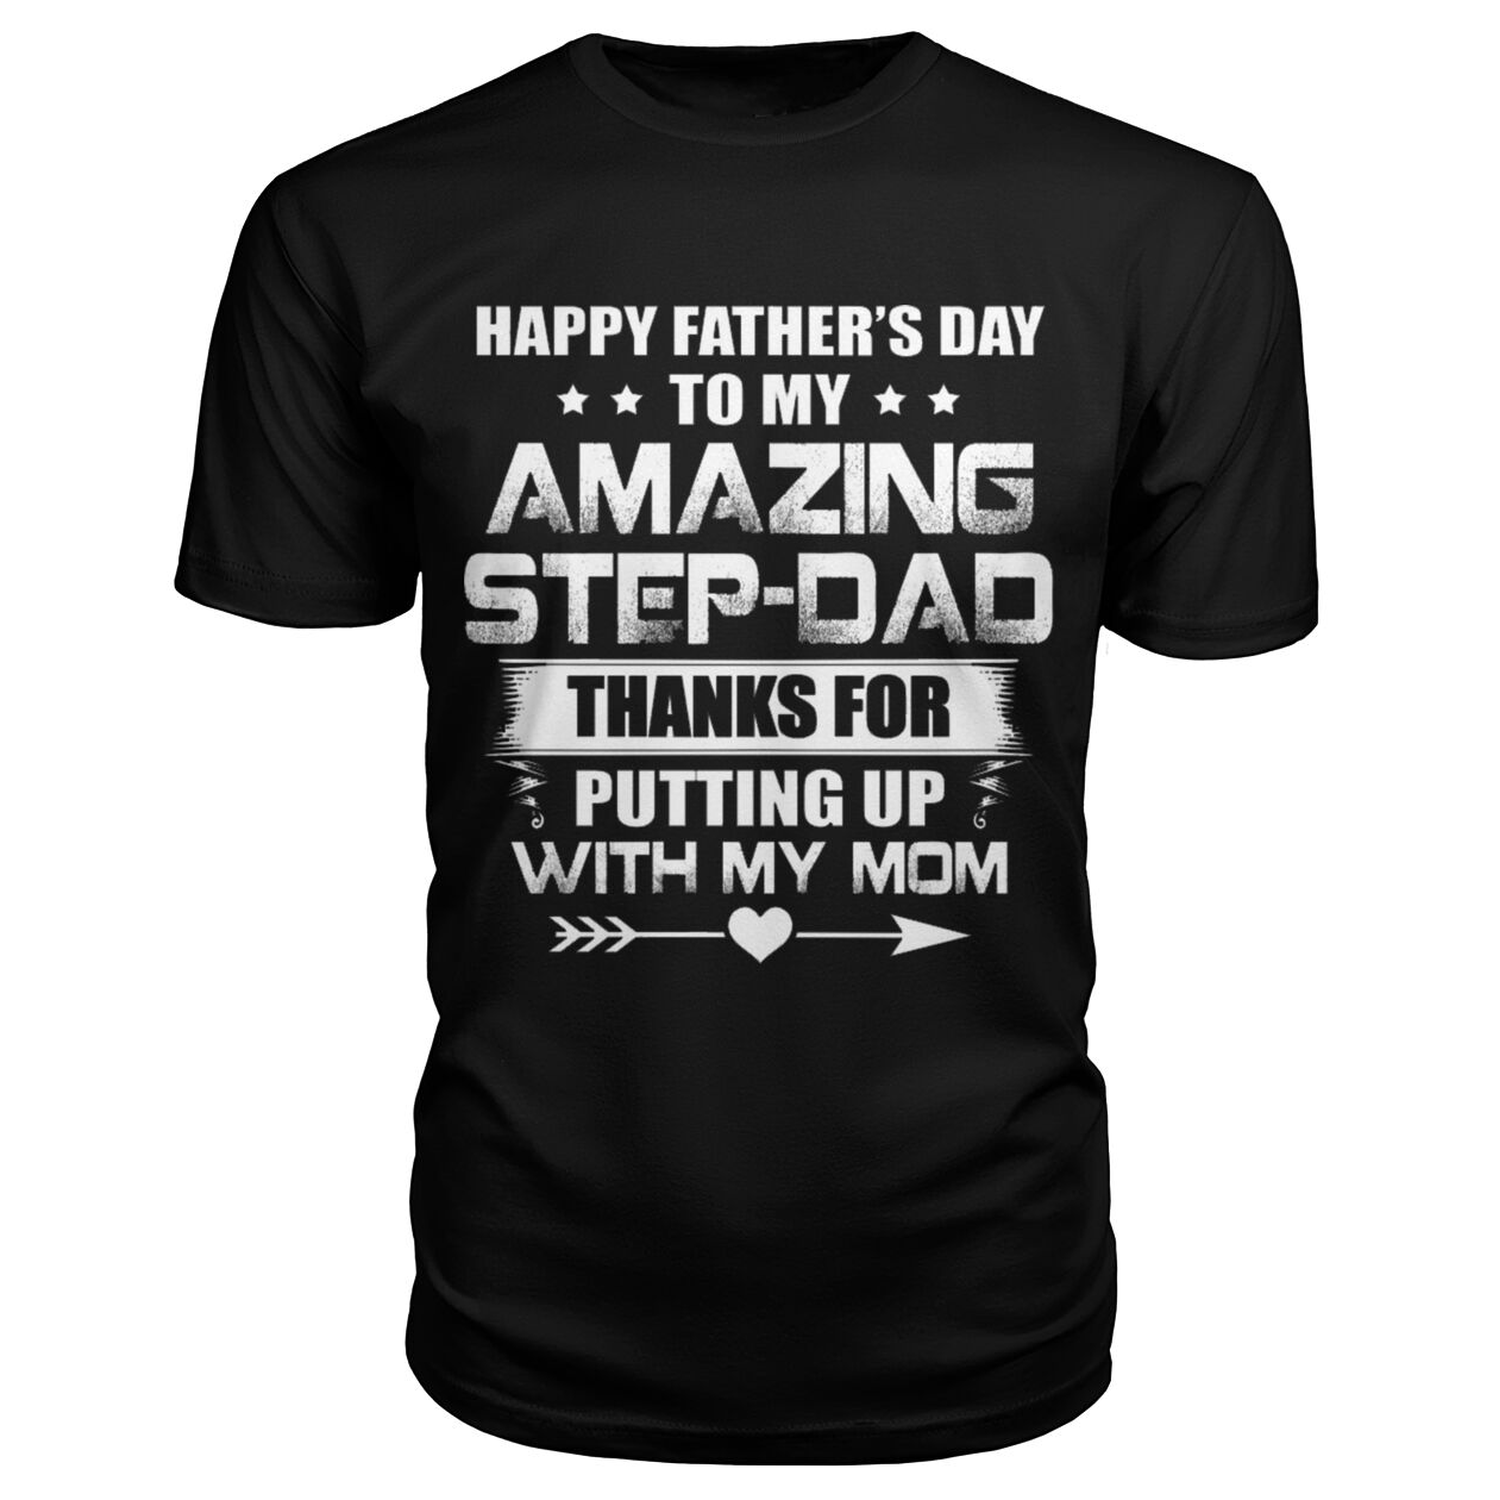 HAPPY FATHER'S DAY
TO MY
AMAZING
STEP-DAD
THANKS FOR
PUTTING UP
WITH MY MOM